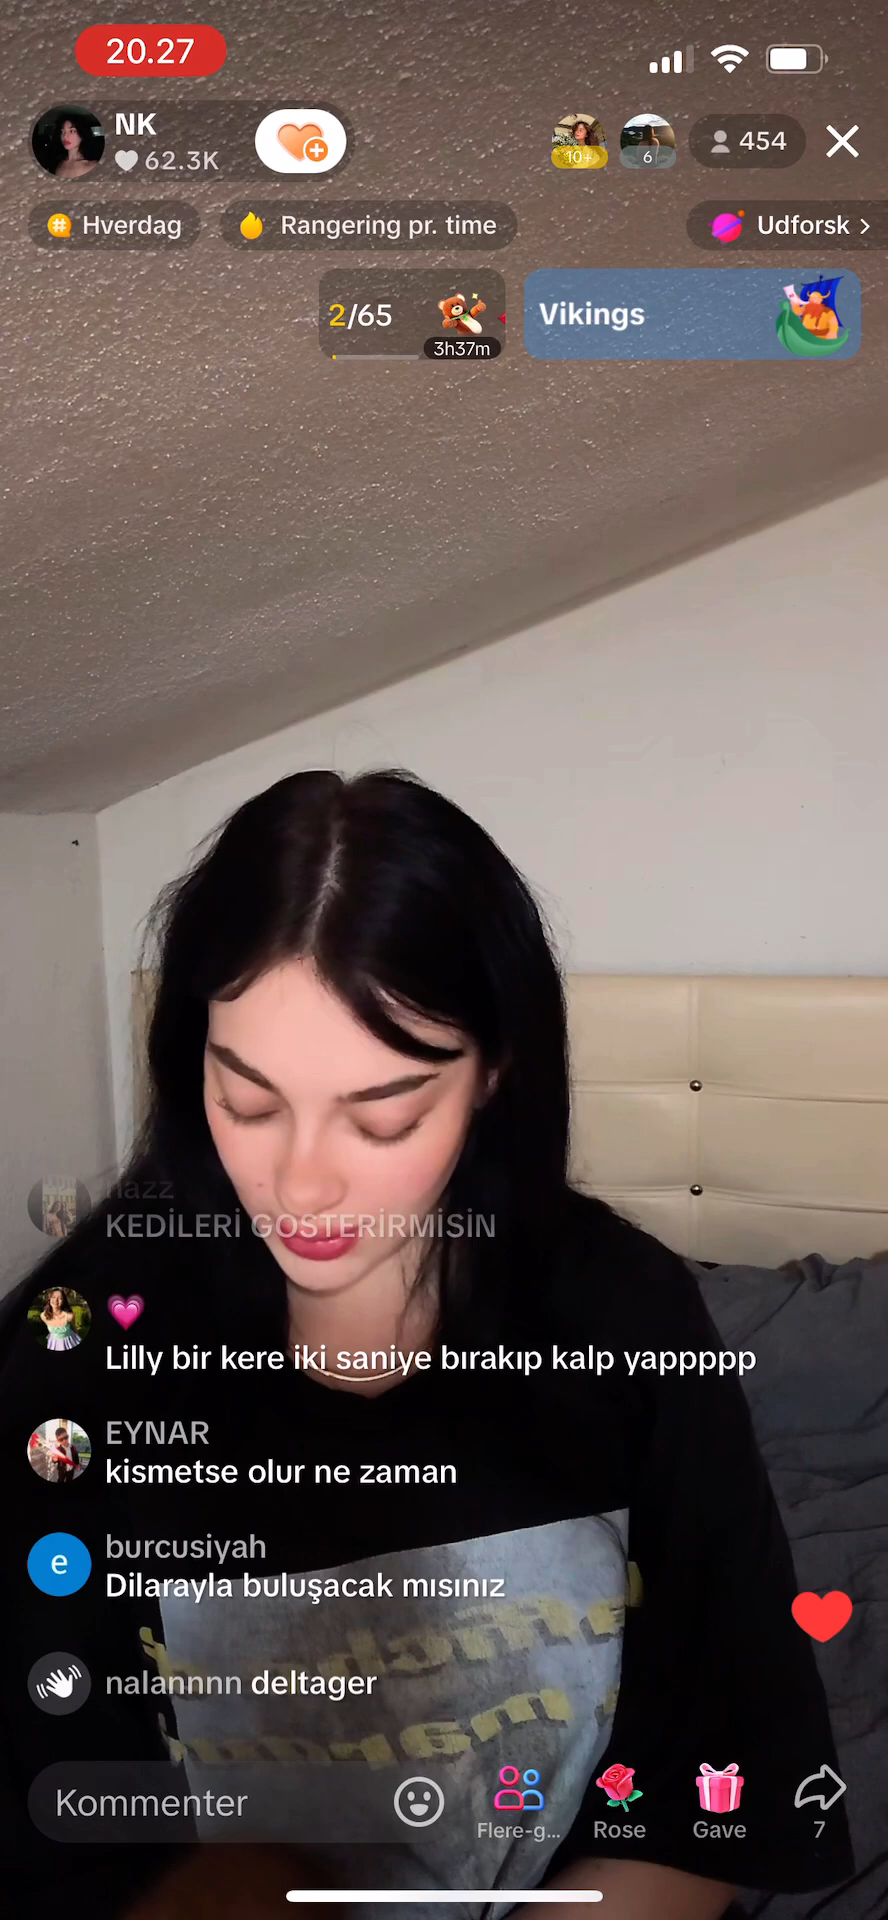 20.27
NK
62.3K
10+
6
454
Hverdag
Rangering pr. time
Udforsk >
2/65
3h37m
Vikings
nazz
KEDİLERİ GOSTERİRMİSİN
Lilly bir kere iki saniye bırakıp kalp yappppp
EYNAR
kismetse olur ne zaman
e
burcusiyah
Dilarayla buluşacak mısınız
nalannnn deltager
Kommenter
Flere-g...
Rose
Gave
7